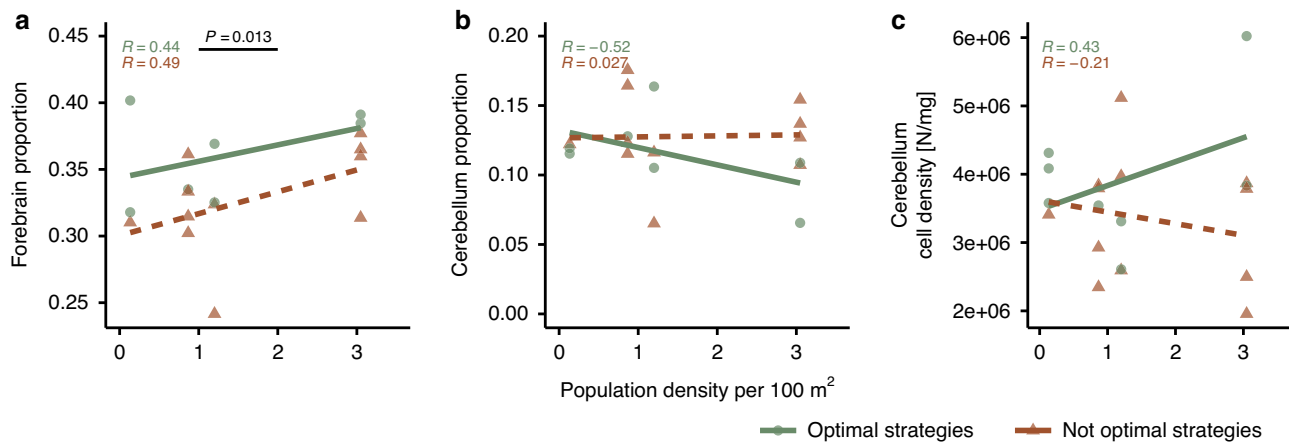 a
Forebrain proportion
0.45
0.40
0.35
0.30
0.25
R = 0.44
R = 0.49
P = 0.013
0 1 2 3
b
Cerebellum proportion
0.20
0.15
0.10
0.05
0.00
R = −0.52
R = 0.027
0 1 2 3
c
Cerebellum
cell density [N/mg]
6e+06
5e+06
4e+06
3e+06
2e+06
R = 0.43
R = −0.21
0 1 2 3
Population density per 100 m²
Optimal strategies
Not optimal strategies